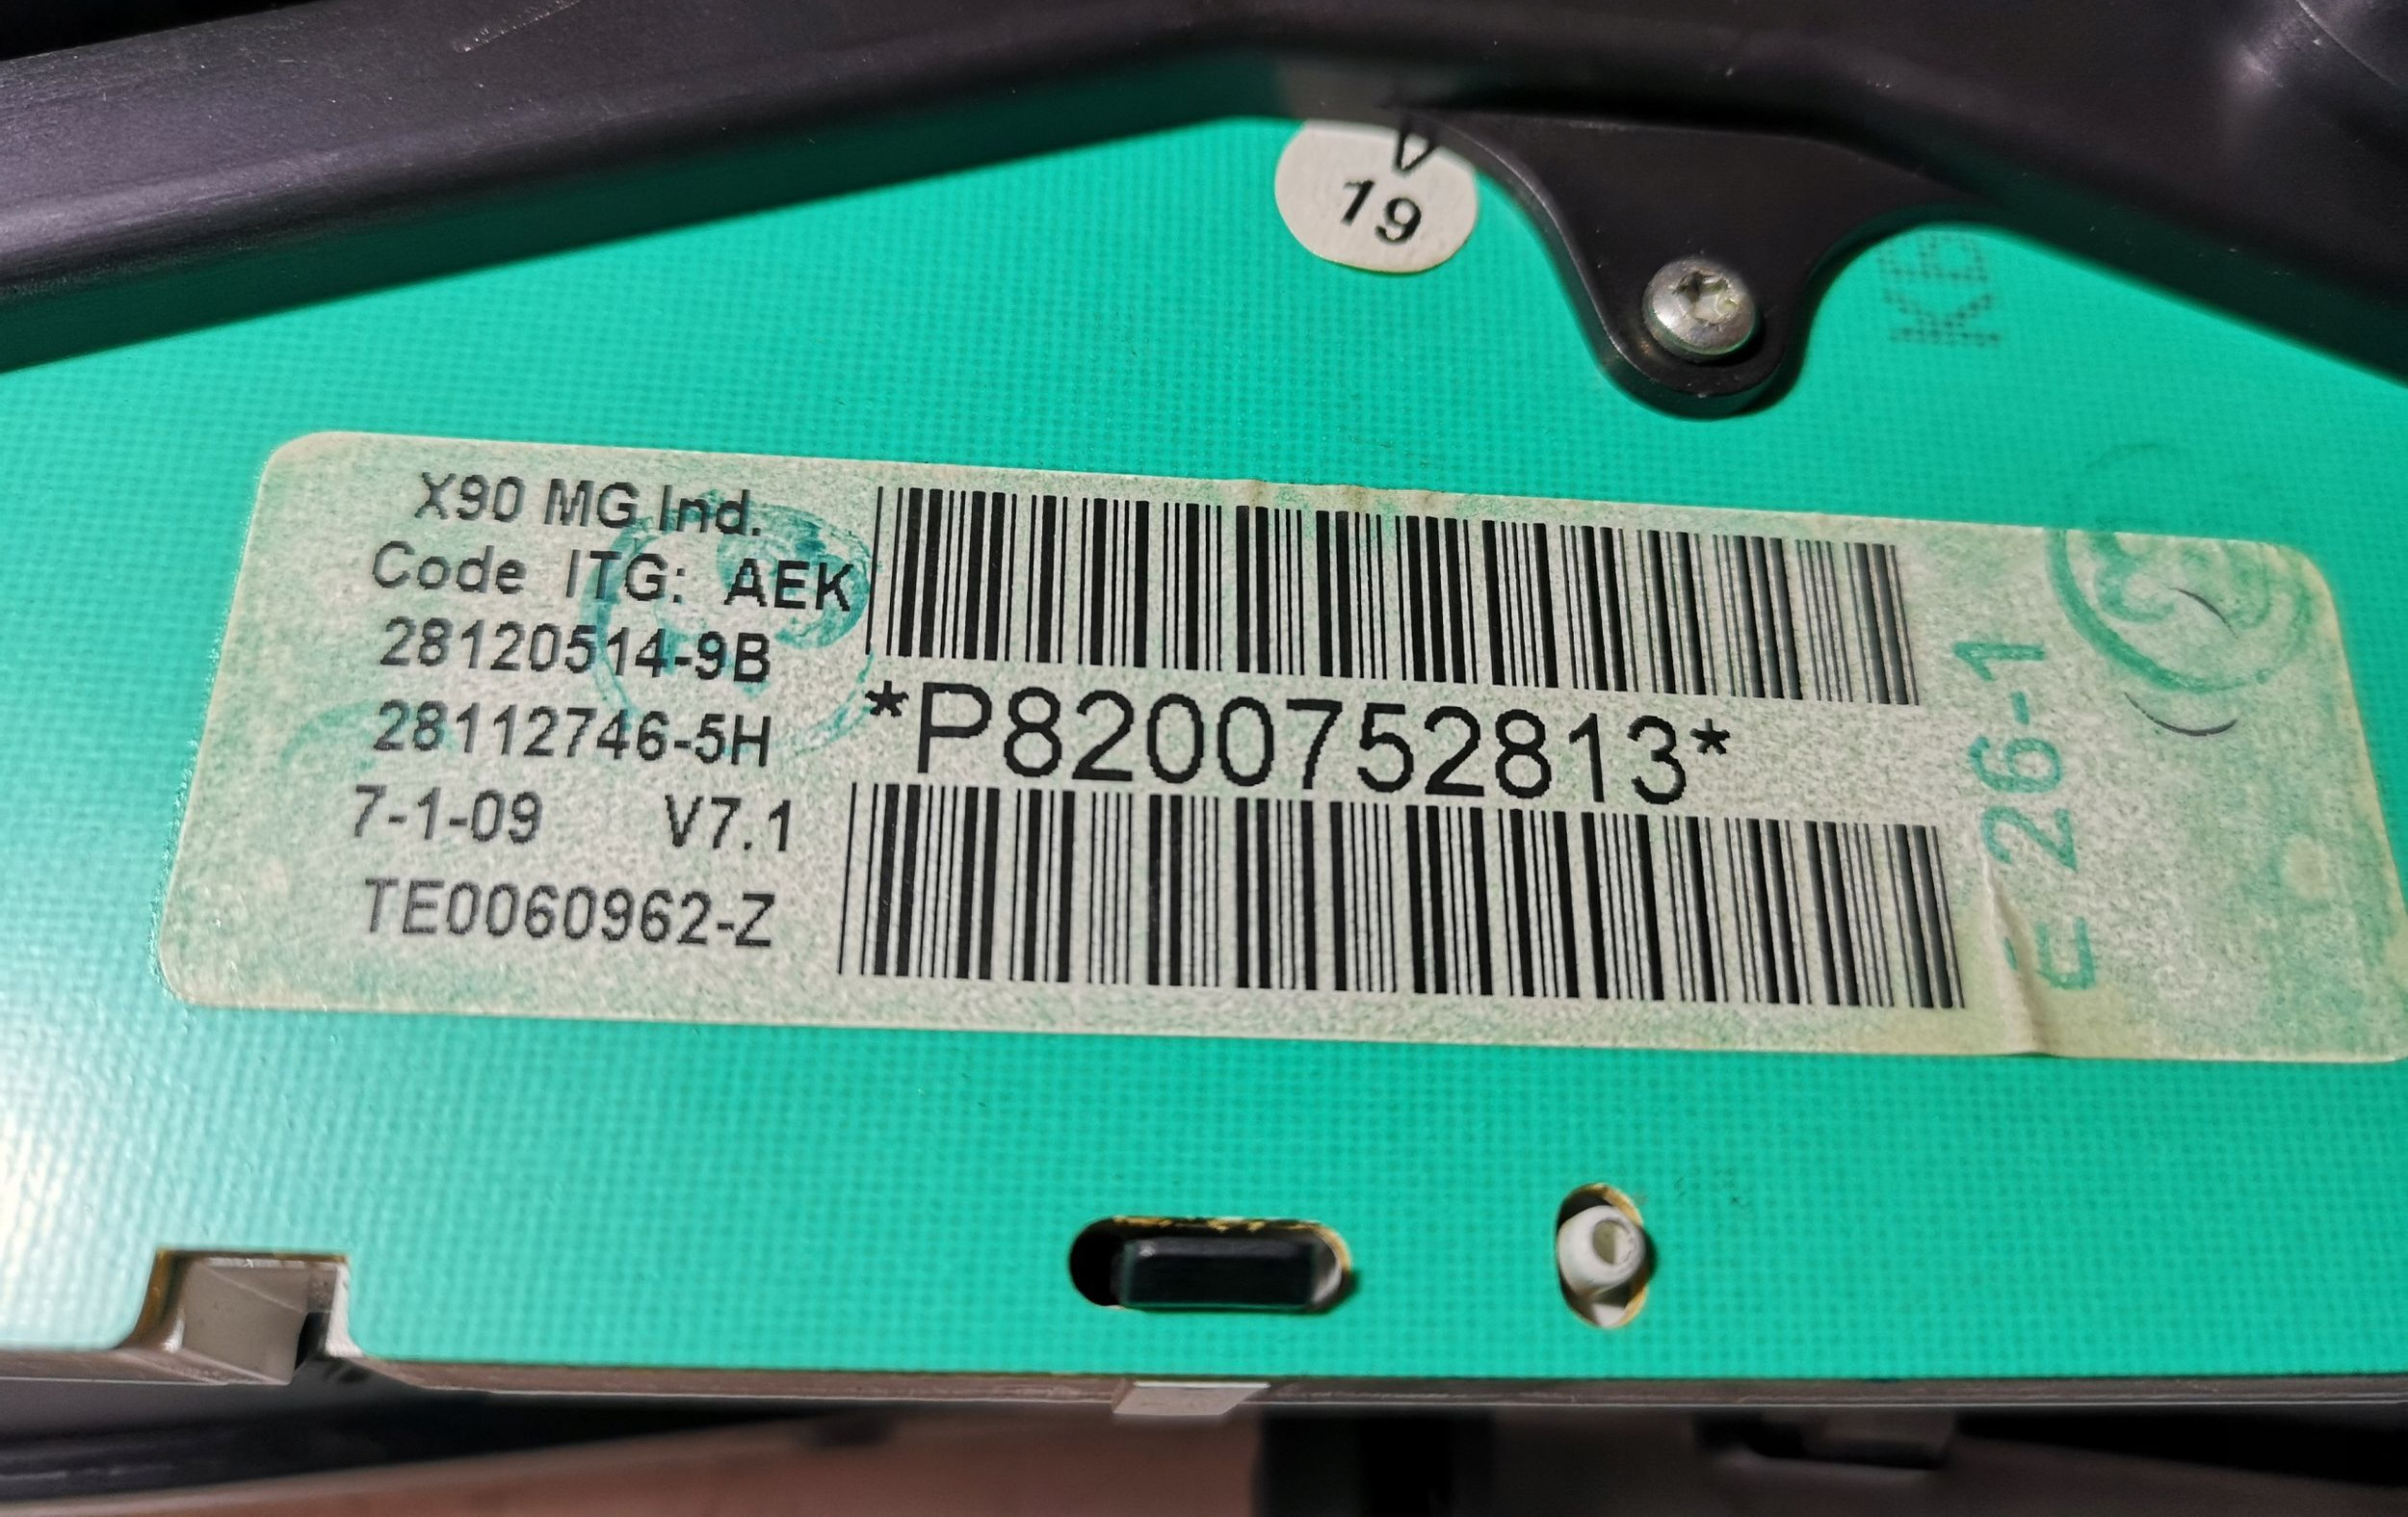 19
X90 MG Ind.
Code ITG: AEK
28120514-9B
28112746-5H
7-1-09 V7.1
TE0060962-Z
*P8200752813*
E 26-1